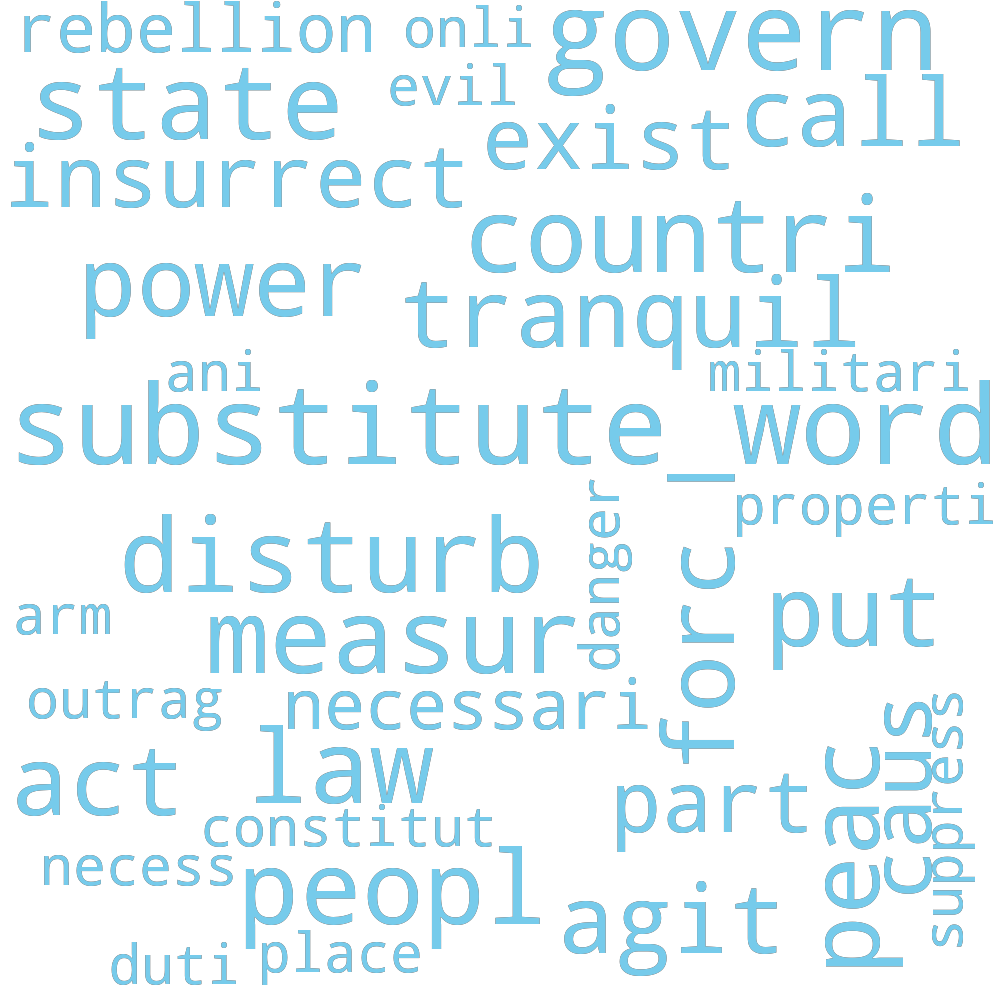 rebellion onli govern
state evil call
insurrect exist
countri
power tranquil
ani militari
substitute_word
danger properti
disturb
arm measur forc put
outrag necessari
act law part peac caus suppress
constitut
necess peopl agit
duti place